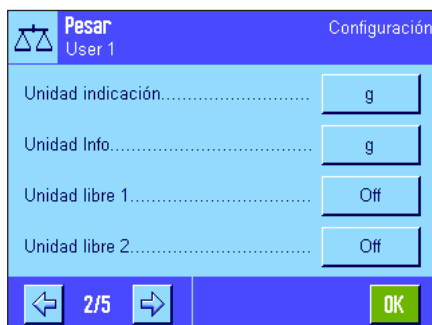 Pesar
User 1
Configuración
Unidad indicación............................ g
Unidad Info..................................... g
Unidad libre 1................................. Off
Unidad libre 2................................. Off
2/5
OK